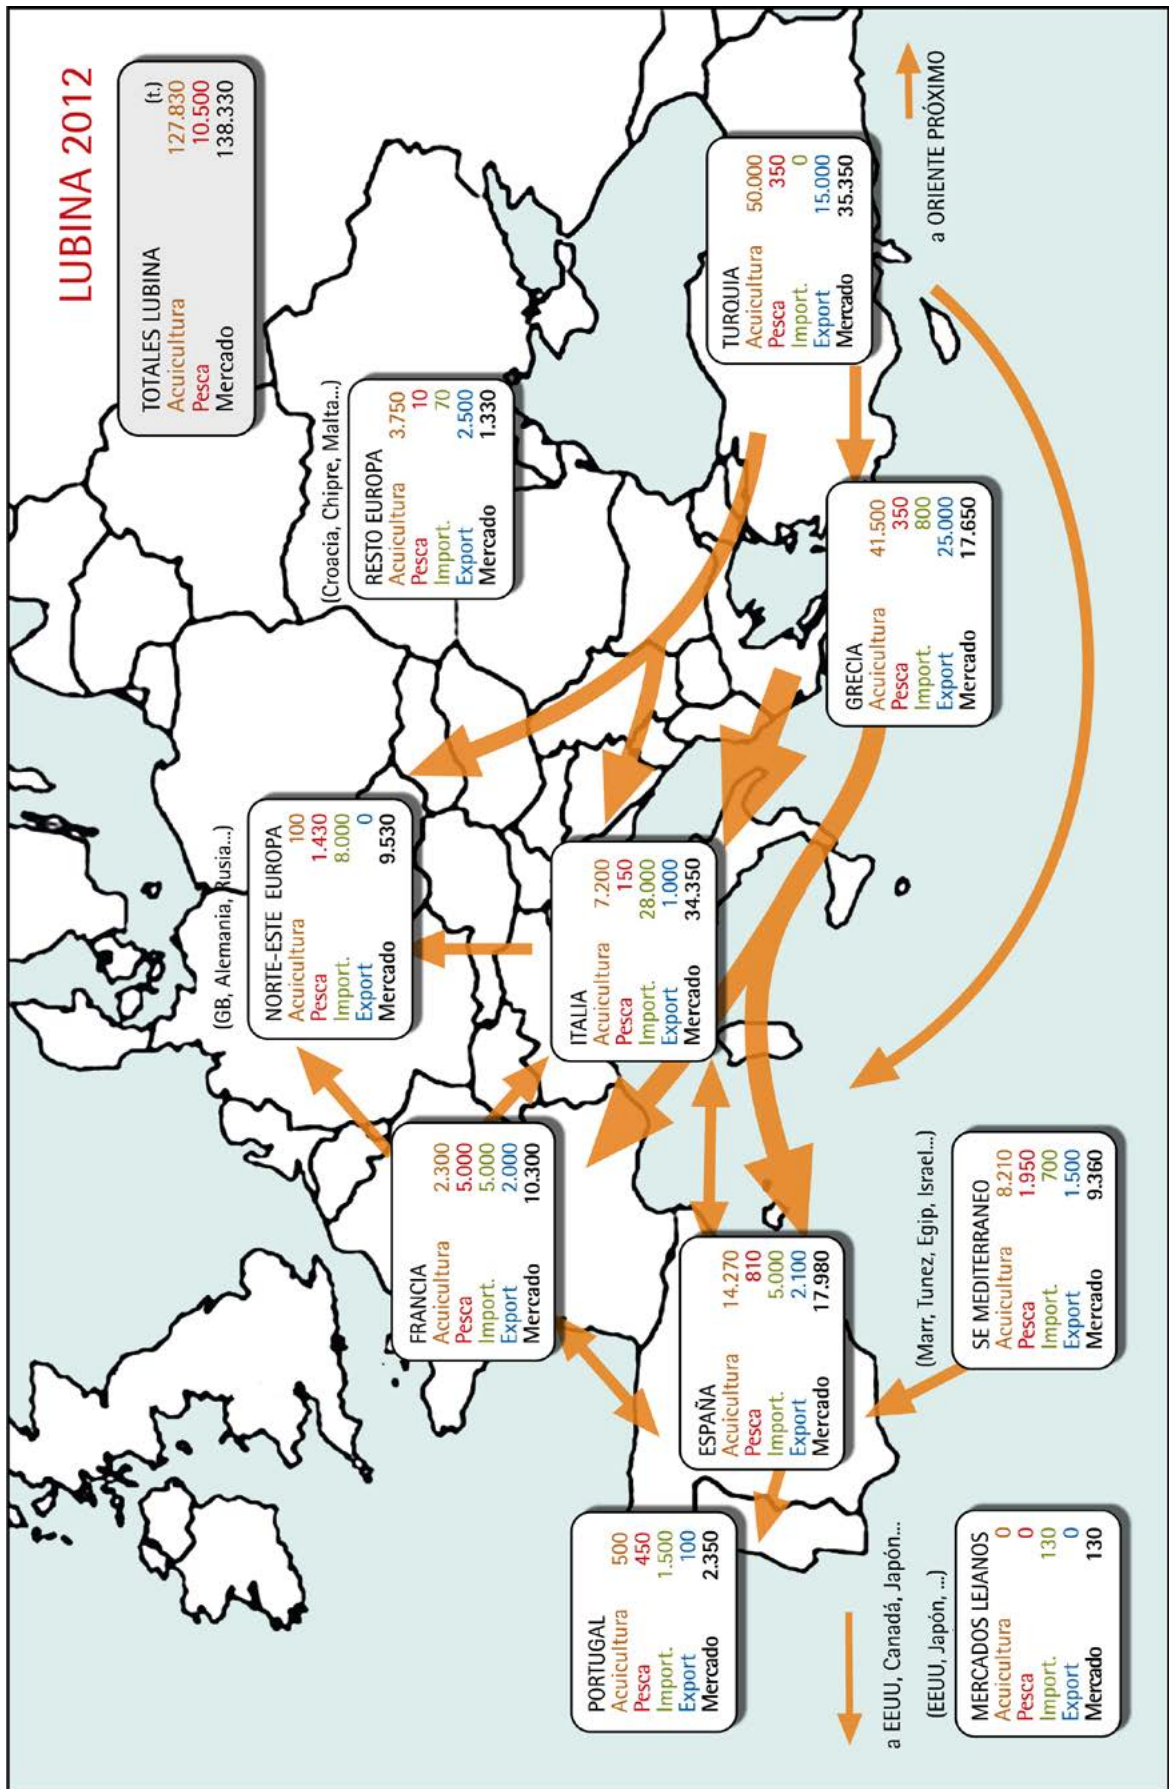 LUBINA 2012
TOTALES LUBINA (t.)
Acuicultura 127.830
Pesca 10.500
Mercado 138.330
(GB, Alemania, Rusia...)
NORTE-ESTE EUROPA
Acuicultura 100
Pesca 1.430
Import. 8.000
Export 0
Mercado 9.530
(Croacia, Chipre, Malta...)
RESTO EUROPA
Acuicultura 3.750
Pesca 10
Import. 70
Export 2.500
Mercado 1.330
FRANCIA
Acuicultura 2.300
Pesca 5.000
Import. 5.000
Export 2.000
Mercado 10.300
ITALIA
Acuicultura 7.200
Pesca 150
Import. 28.000
Export 1.000
Mercado 34.350
PORTUGAL
Acuicultura 500
Pesca 450
Import. 1.500
Export 100
Mercado 2.350
ESPAÑA
Acuicultura 14.270
Pesca 810
Import. 5.000
Export 2.100
Mercado 17.980
TURQUIA
Acuicultura 50.000
Pesca 350
Import. 0
Export 15.000
Mercado 35.350
GRECIA
Acuicultura 41.500
Pesca 350
Import. 800
Export 25.000
Mercado 17.650
a EEUU, Canadá, Japón...
(EEUU, Japón, ...)
MERCADOS LEJANOS
Acuicultura 0
Pesca 0
Import. 130
Export 0
Mercado 130
(Marr, Tunez, Egip, Israel...)
SE MEDITERRANEO
Acuicultura 8.210
Pesca 1.950
Import. 700
Export 1.500
Mercado 9.360
a ORIENTE PRÓXIMO